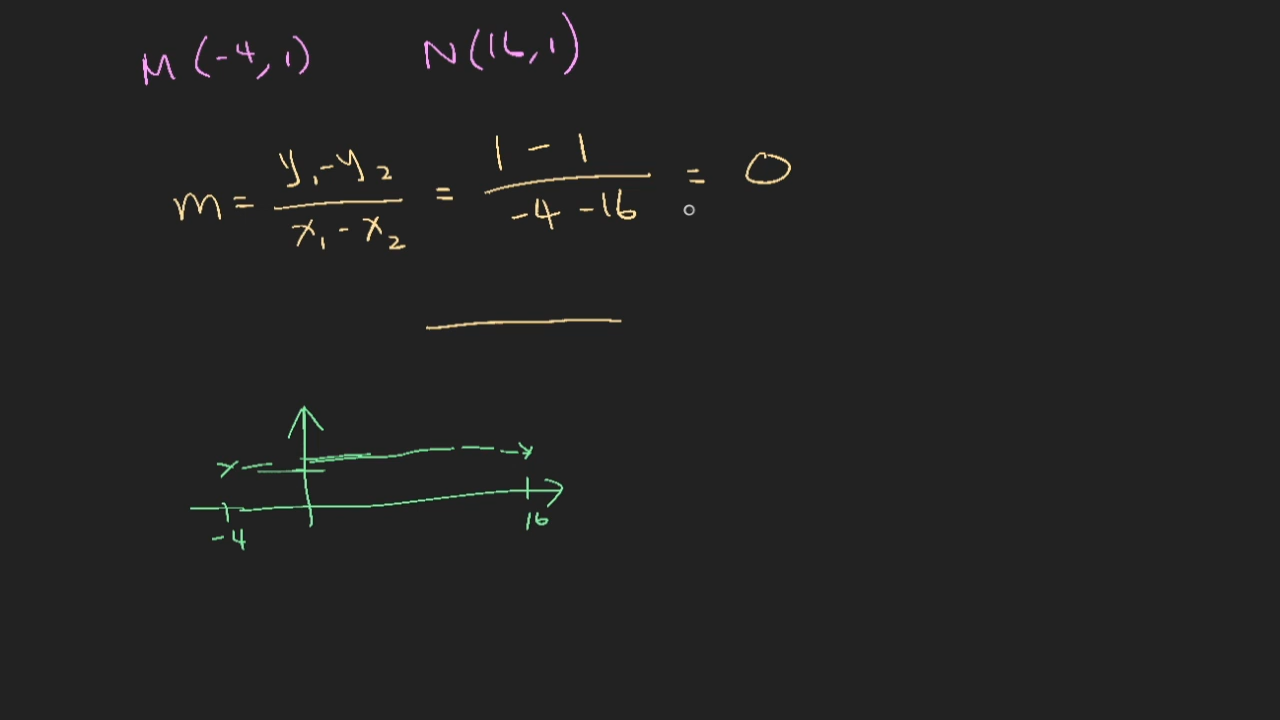 M (-4, 1) N (16, 1)
m = y₁ - y₂ / x₁ - x₂ = 1 - 1 / -4 - 16 = 0
-4 16